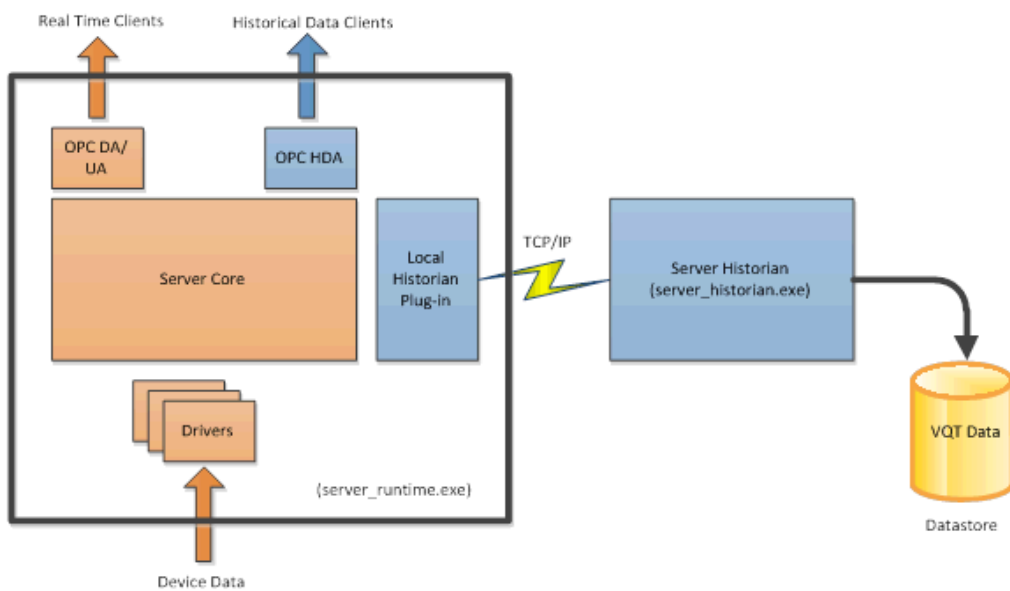 Real Time Clients
Historical Data Clients
OPC DA/
UA
OPC HDA
Server Core
Local
Historian
Plug-in
TCP/IP
Server Historian
(server_historian.exe)
Drivers
VQT Data
(server_runtime.exe)
Datastore
Device Data